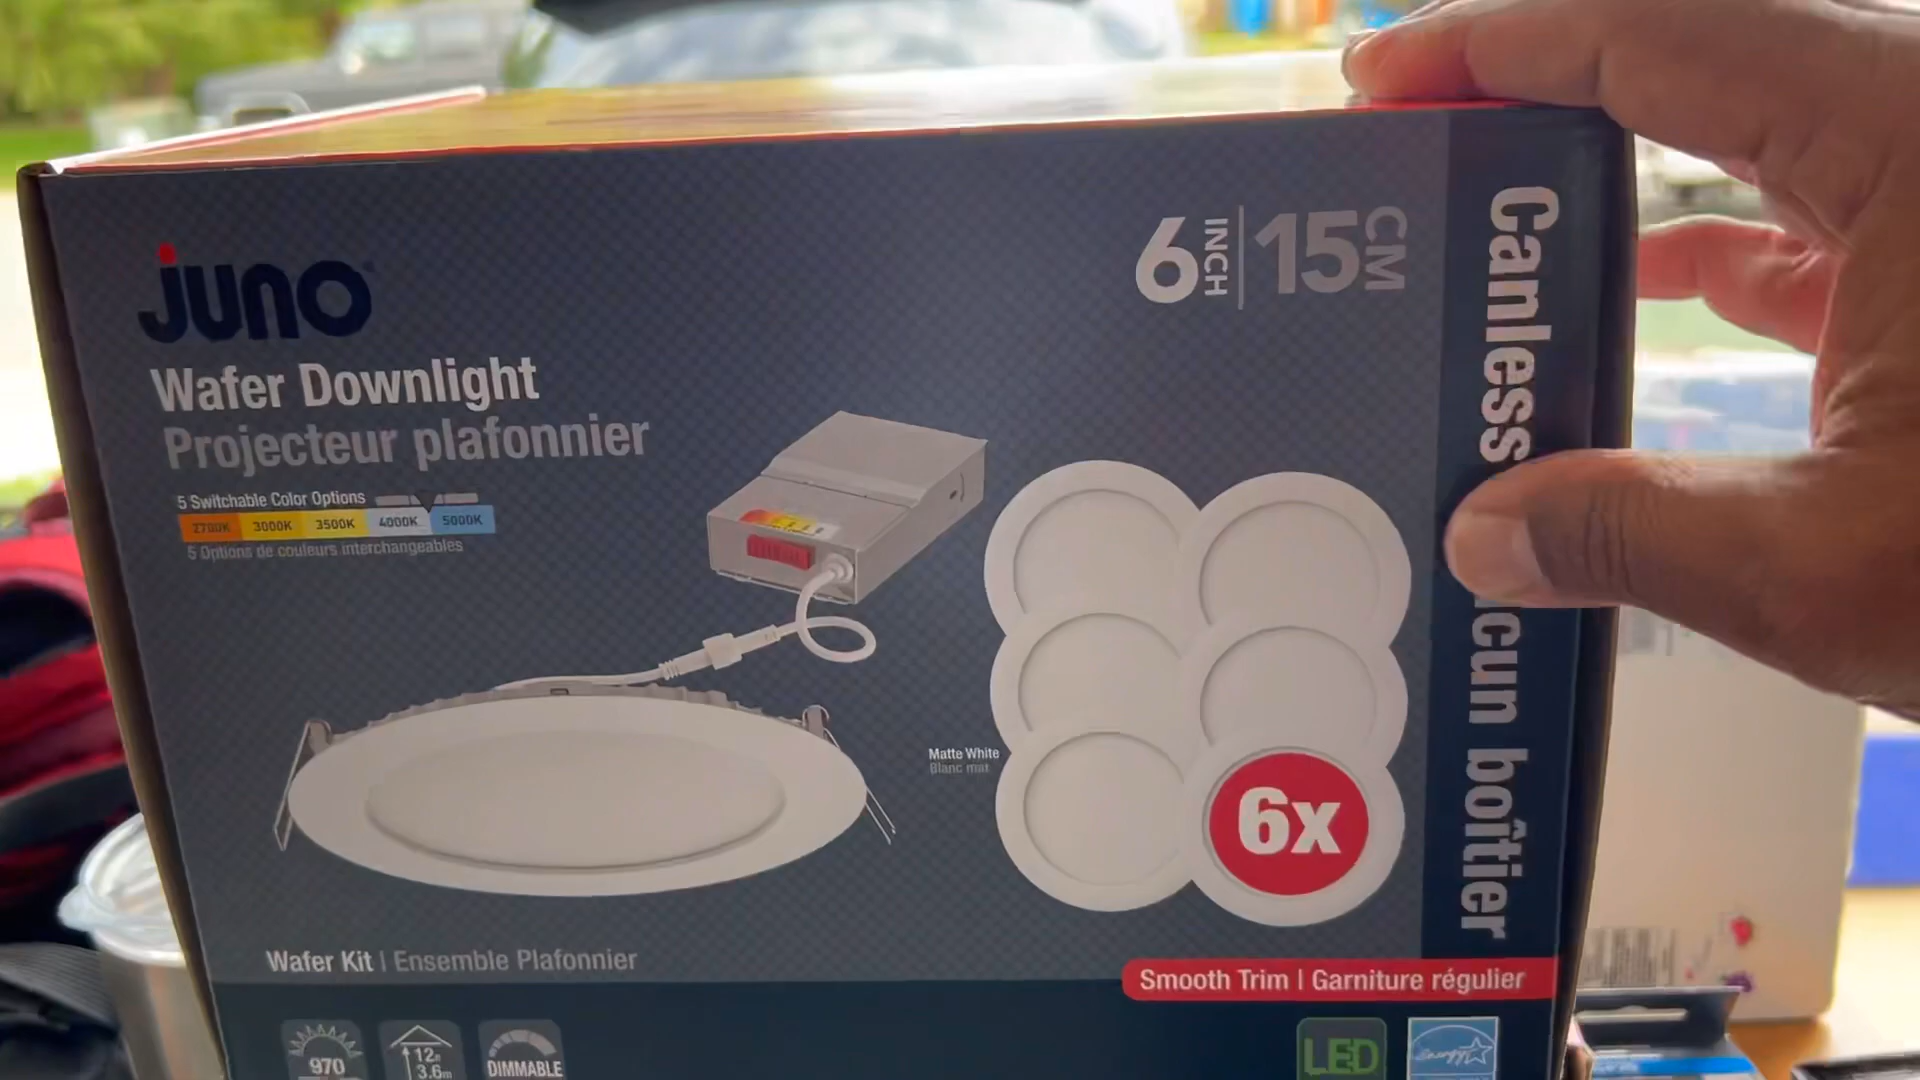 juno
Wafer Downlight
Projecteur plafonnier
5 Switchable Color Options
2700K 3000K 3500K 4000K 5000K
5 Options de couleurs interchangeables
6 INCH | 15 CM
Canless
cun boîtier
Matte White
Blanc mat
6x
Wafer Kit | Ensemble Plafonnier
Smooth Trim | Garniture régulier
970
12ft
3.6m
DIMMABLE
LED
energy